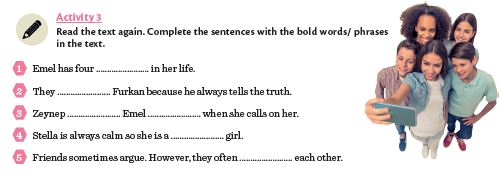 Activity 3
Read the text again. Complete the sentences with the bold words/ phrases
in the text.
1 Emel has four ........................ in her life.
2 They ........................ Furkan because he always tells the truth.
3 Zeynep ........................ Emel ........................ when she calls on her.
4 Stella is always calm so she is a ........................ girl.
5 Friends sometimes argue. However, they often ........................ each other.